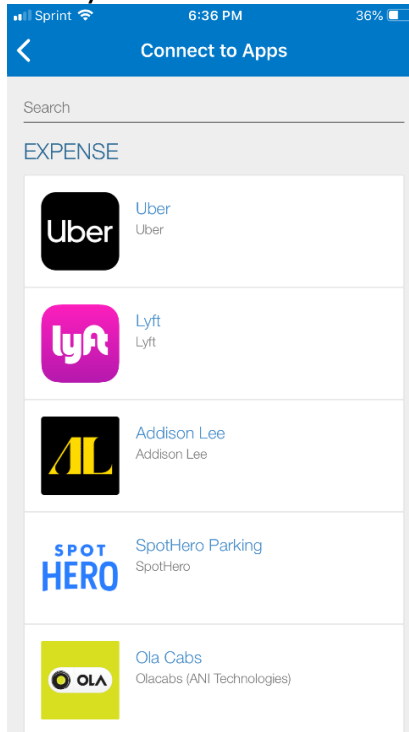 Sprint 6:36 PM 36%
Connect to Apps
Search
EXPENSE
Uber
Uber
Uber
lyft
Lyft
Lyft
AL
Addison Lee
Addison Lee
SPOT
HERO
SpotHero Parking
SpotHero
OLA
Ola Cabs
Olacabs (ANI Technologies)